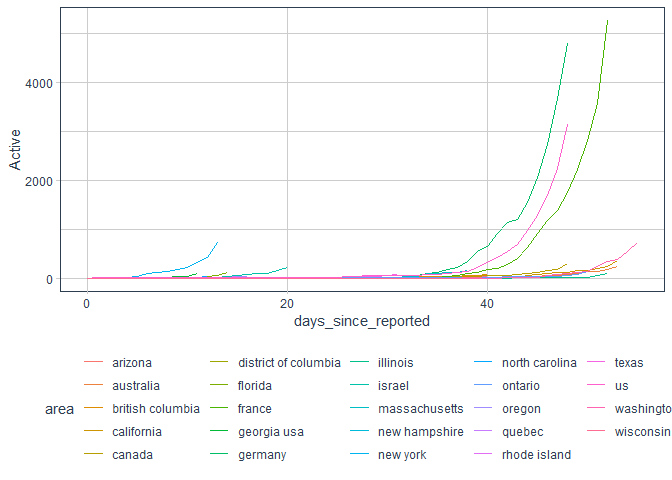 4000
2000
0
Active
0 20 40
days_since_reported
area
arizona district of columbia illinois north carolina texas
australia florida israel ontario us
british columbia france massachusetts oregon washingto
california georgia usa new hampshire quebec wisconsin
canada germany new york rhode island